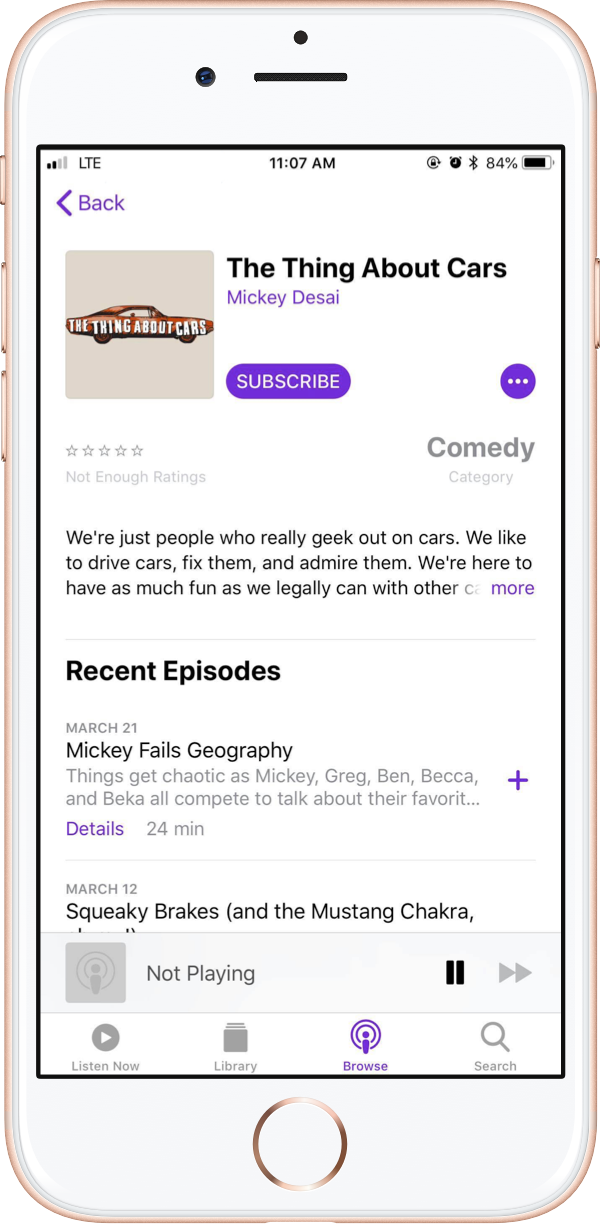 LTE
11:07 AM
84%
Back
THE THING ABOUT CARS
The Thing About Cars
Mickey Desai
SUBSCRIBE
Not Enough Ratings
Comedy
Category
We're just people who really geek out on cars. We like
to drive cars, fix them, and admire them. We're here to
have as much fun as we legally can with other more
Recent Episodes
MARCH 21
Mickey Fails Geography
Things get chaotic as Mickey, Greg, Ben, Becca,
and Beka all compete to talk about their favorit...
Details 24 min
MARCH 12
Squeaky Brakes (and the Mustang Chakra,
Not Playing
Listen Now
Library
Browse
Search